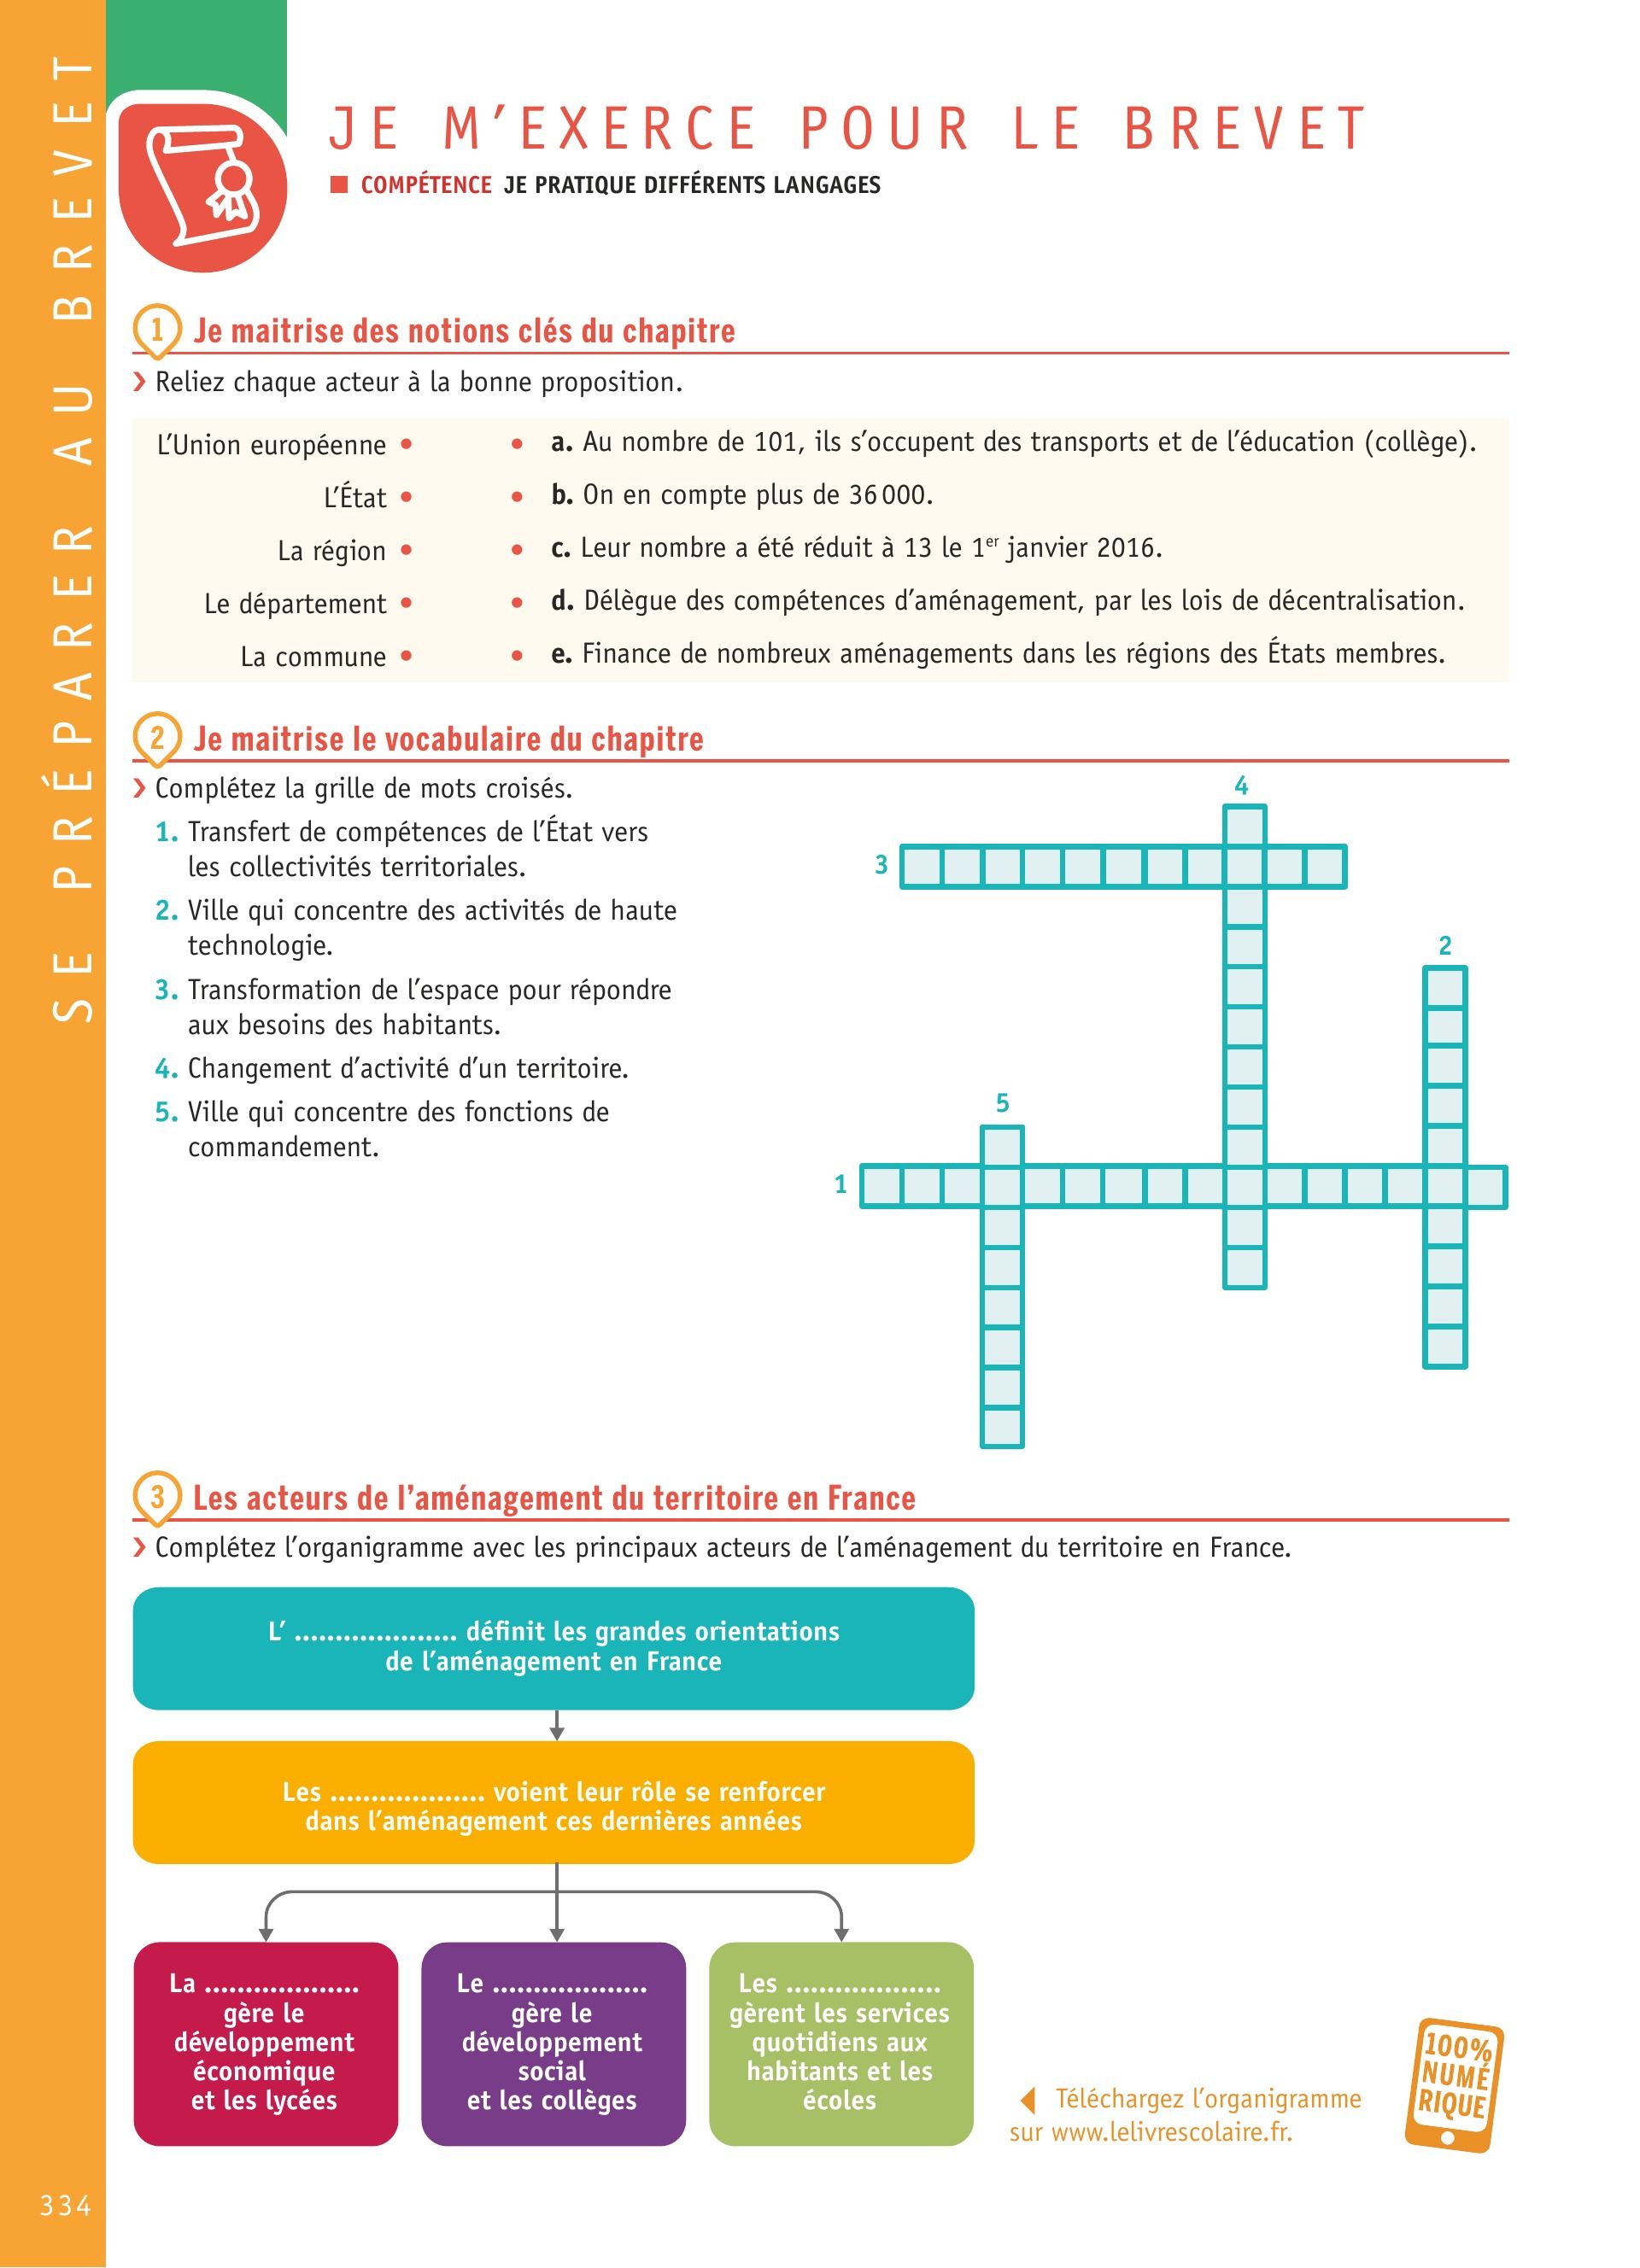 SE PRÉPARER AU BREVET
JE M’EXERCE POUR LE BREVET
COMPÉTENCE JE PRATIQUE DIFFÉRENTS LANGAGES
1 Je maitrise des notions clés du chapitre
› Reliez chaque acteur à la bonne proposition.
L’Union européenne • • a. Au nombre de 101, ils s’occupent des transports et de l’éducation (collège).
L’État • • b. On en compte plus de 36 000.
La région • • c. Leur nombre a été réduit à 13 le 1er janvier 2016.
Le département • • d. Délègue des compétences d’aménagement, par les lois de décentralisation.
La commune • • e. Finance de nombreux aménagements dans les régions des États membres.
2 Je maitrise le vocabulaire du chapitre
› Complétez la grille de mots croisés.
1. Transfert de compétences de l’État vers
les collectivités territoriales.
2. Ville qui concentre des activités de haute
technologie.
3. Transformation de l’espace pour répondre
aux besoins des habitants.
4. Changement d’activité d’un territoire.
5. Ville qui concentre des fonctions de
commandement.
4
3
2
5
1
3 Les acteurs de l’aménagement du territoire en France
› Complétez l’organigramme avec les principaux acteurs de l’aménagement du territoire en France.
L’ .................... définit les grandes orientations
de l’aménagement en France
Les ................... voient leur rôle se renforcer
dans l’aménagement ces dernières années
La ...................
gère le
développement
économique
et les lycées
Le ...................
gère le
développement
social
et les collèges
Les ...................
gèrent les services
quotidiens aux
habitants et les
écoles
Téléchargez l’organigramme
sur www.lelivrescolaire.fr.
100%
NUMÉ
RIQUE
334